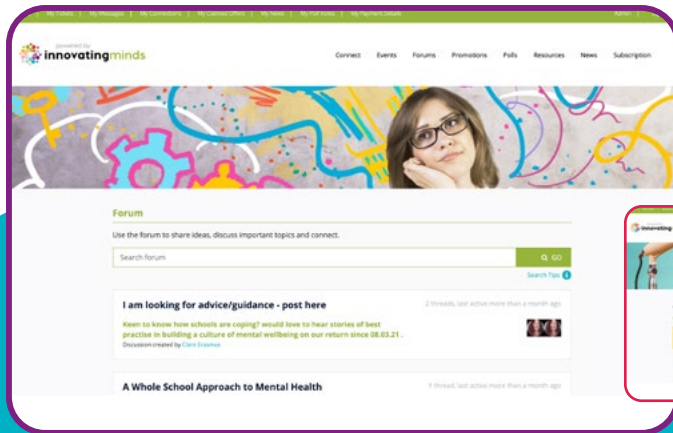 My Tickets | My Messages | My Connections | My Claimed Offers | My News | My Poll Votes | My Payment Details
Admin
powered by
innovatingminds
Connect Events Forums Promotions Polls Resources News Subscription
Forum
Use the forum to share ideas, discuss important topics and connect.
Search forum
GO
Search Tips
I am looking for advice/guidance - post here
2 threads, last active more than a month ago
Keen to know how schools are coping? would love to hear stories of best
practise in building a culture of mental wellbeing on our return since 08.03.21 .
Discussion created by Clare Erasmus
A Whole School Approach to Mental Health
1 thread, last active more than a month ago
innovating